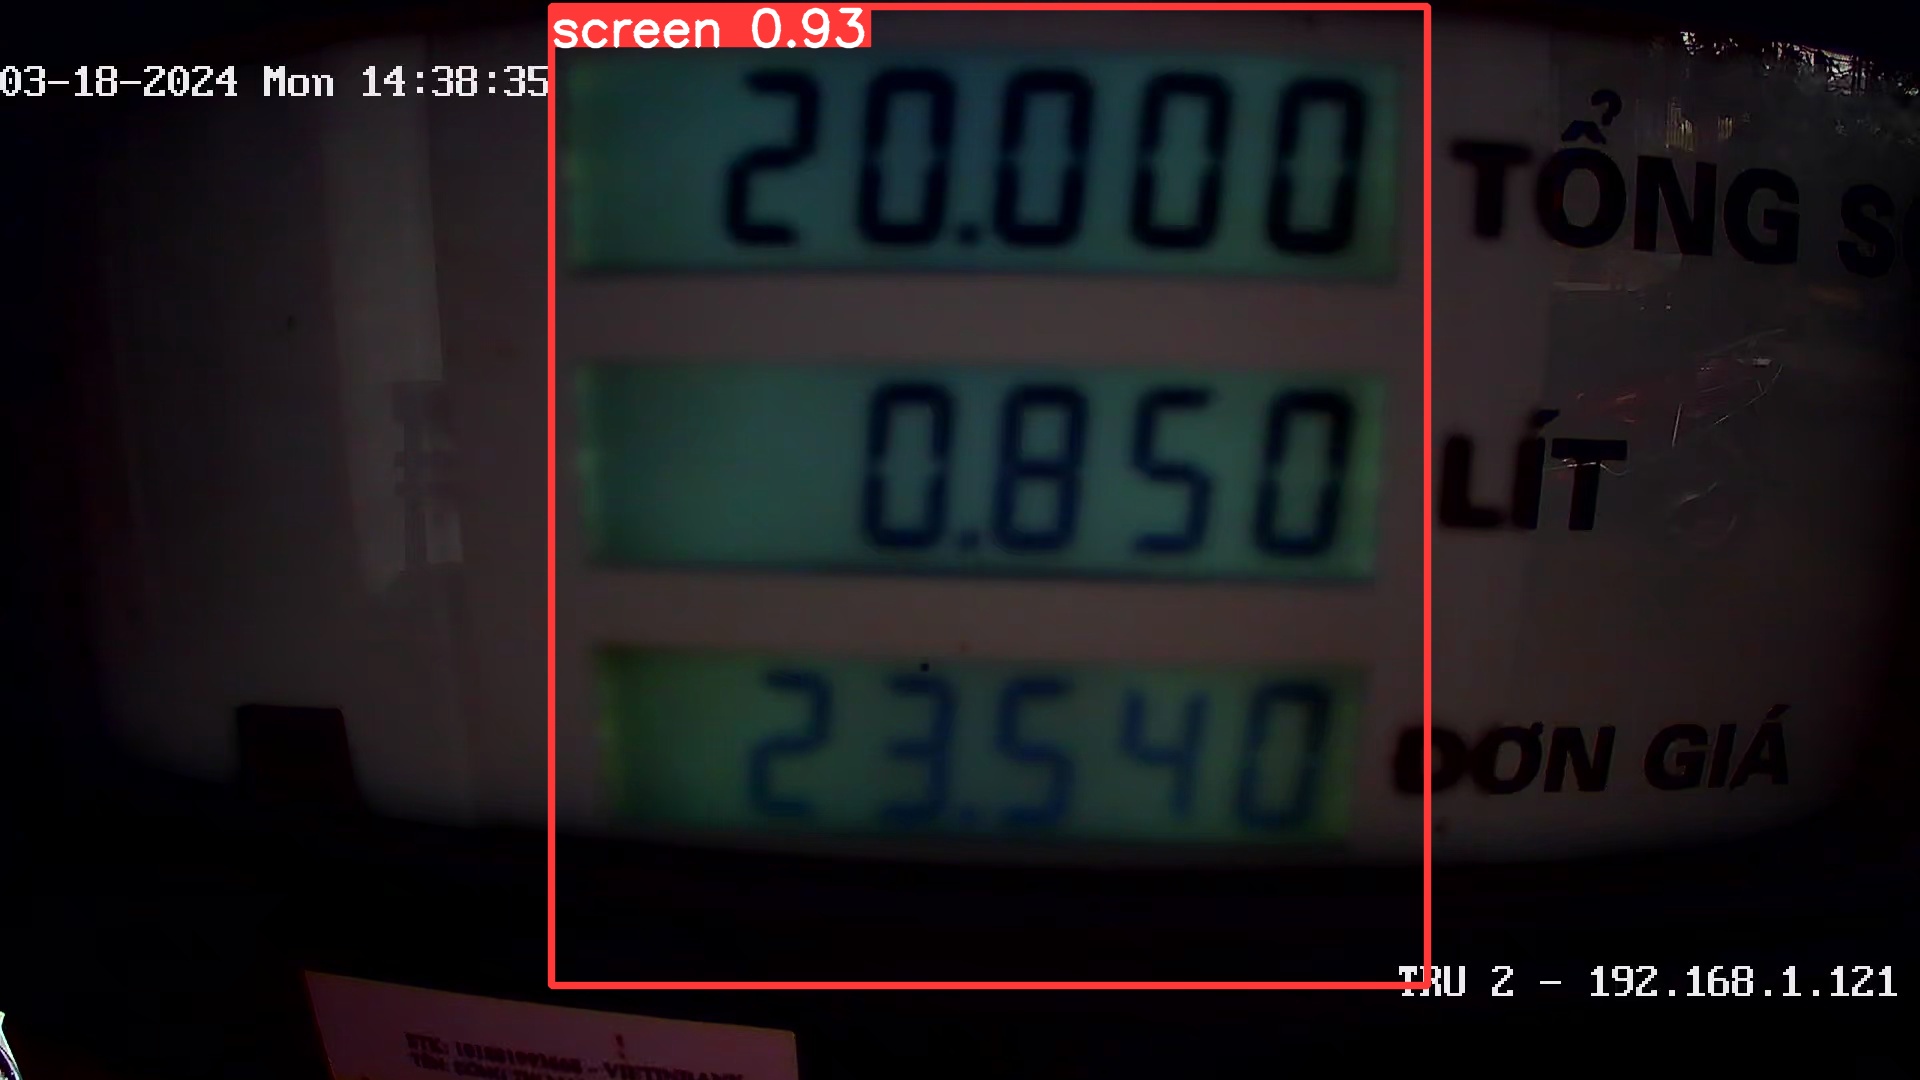 screen 0.93
03-18-2024 Mon 14:38:35
20.000 TỔNG
0.850 LÍT
23.540 ĐƠN GIÁ
TRU 2 - 192.168.1.121
VIETINBANK